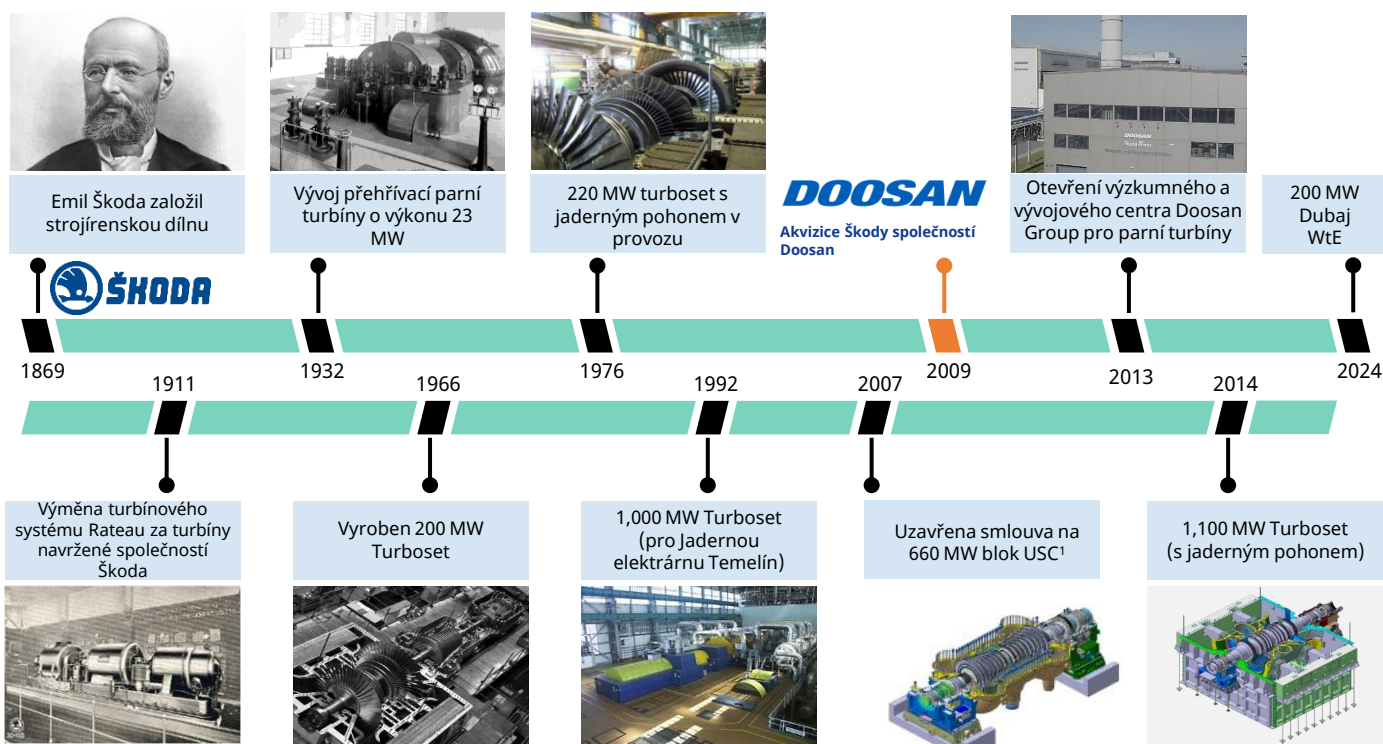 Emil Škoda založil
strojírenskou dílnu
Vývoj přehřívací parní
turbíny o výkonu 23
MW
220 MW turboset s
jaderným pohonem v
provozu
DOOSAN
Akvizice Škody společností
Doosan
DOOSAN
Otevření výzkumného a
vývojového centra Doosan
Group pro parní turbíny
200 MW
Dubaj
WtE
ŠKODA
1869
1932
1976
2009
2013
2024
1911
1966
1992
2007
2014
Výměna turbínového
systému Rateau za turbíny
navržené společností
Škoda
Vyroben 200 MW
Turboset
1,000 MW Turboset
(pro Jadernou
elektrárnu Temelín)
Uzavřena smlouva na
660 MW blok USC¹
1,100 MW Turboset
(s jaderným pohonem)